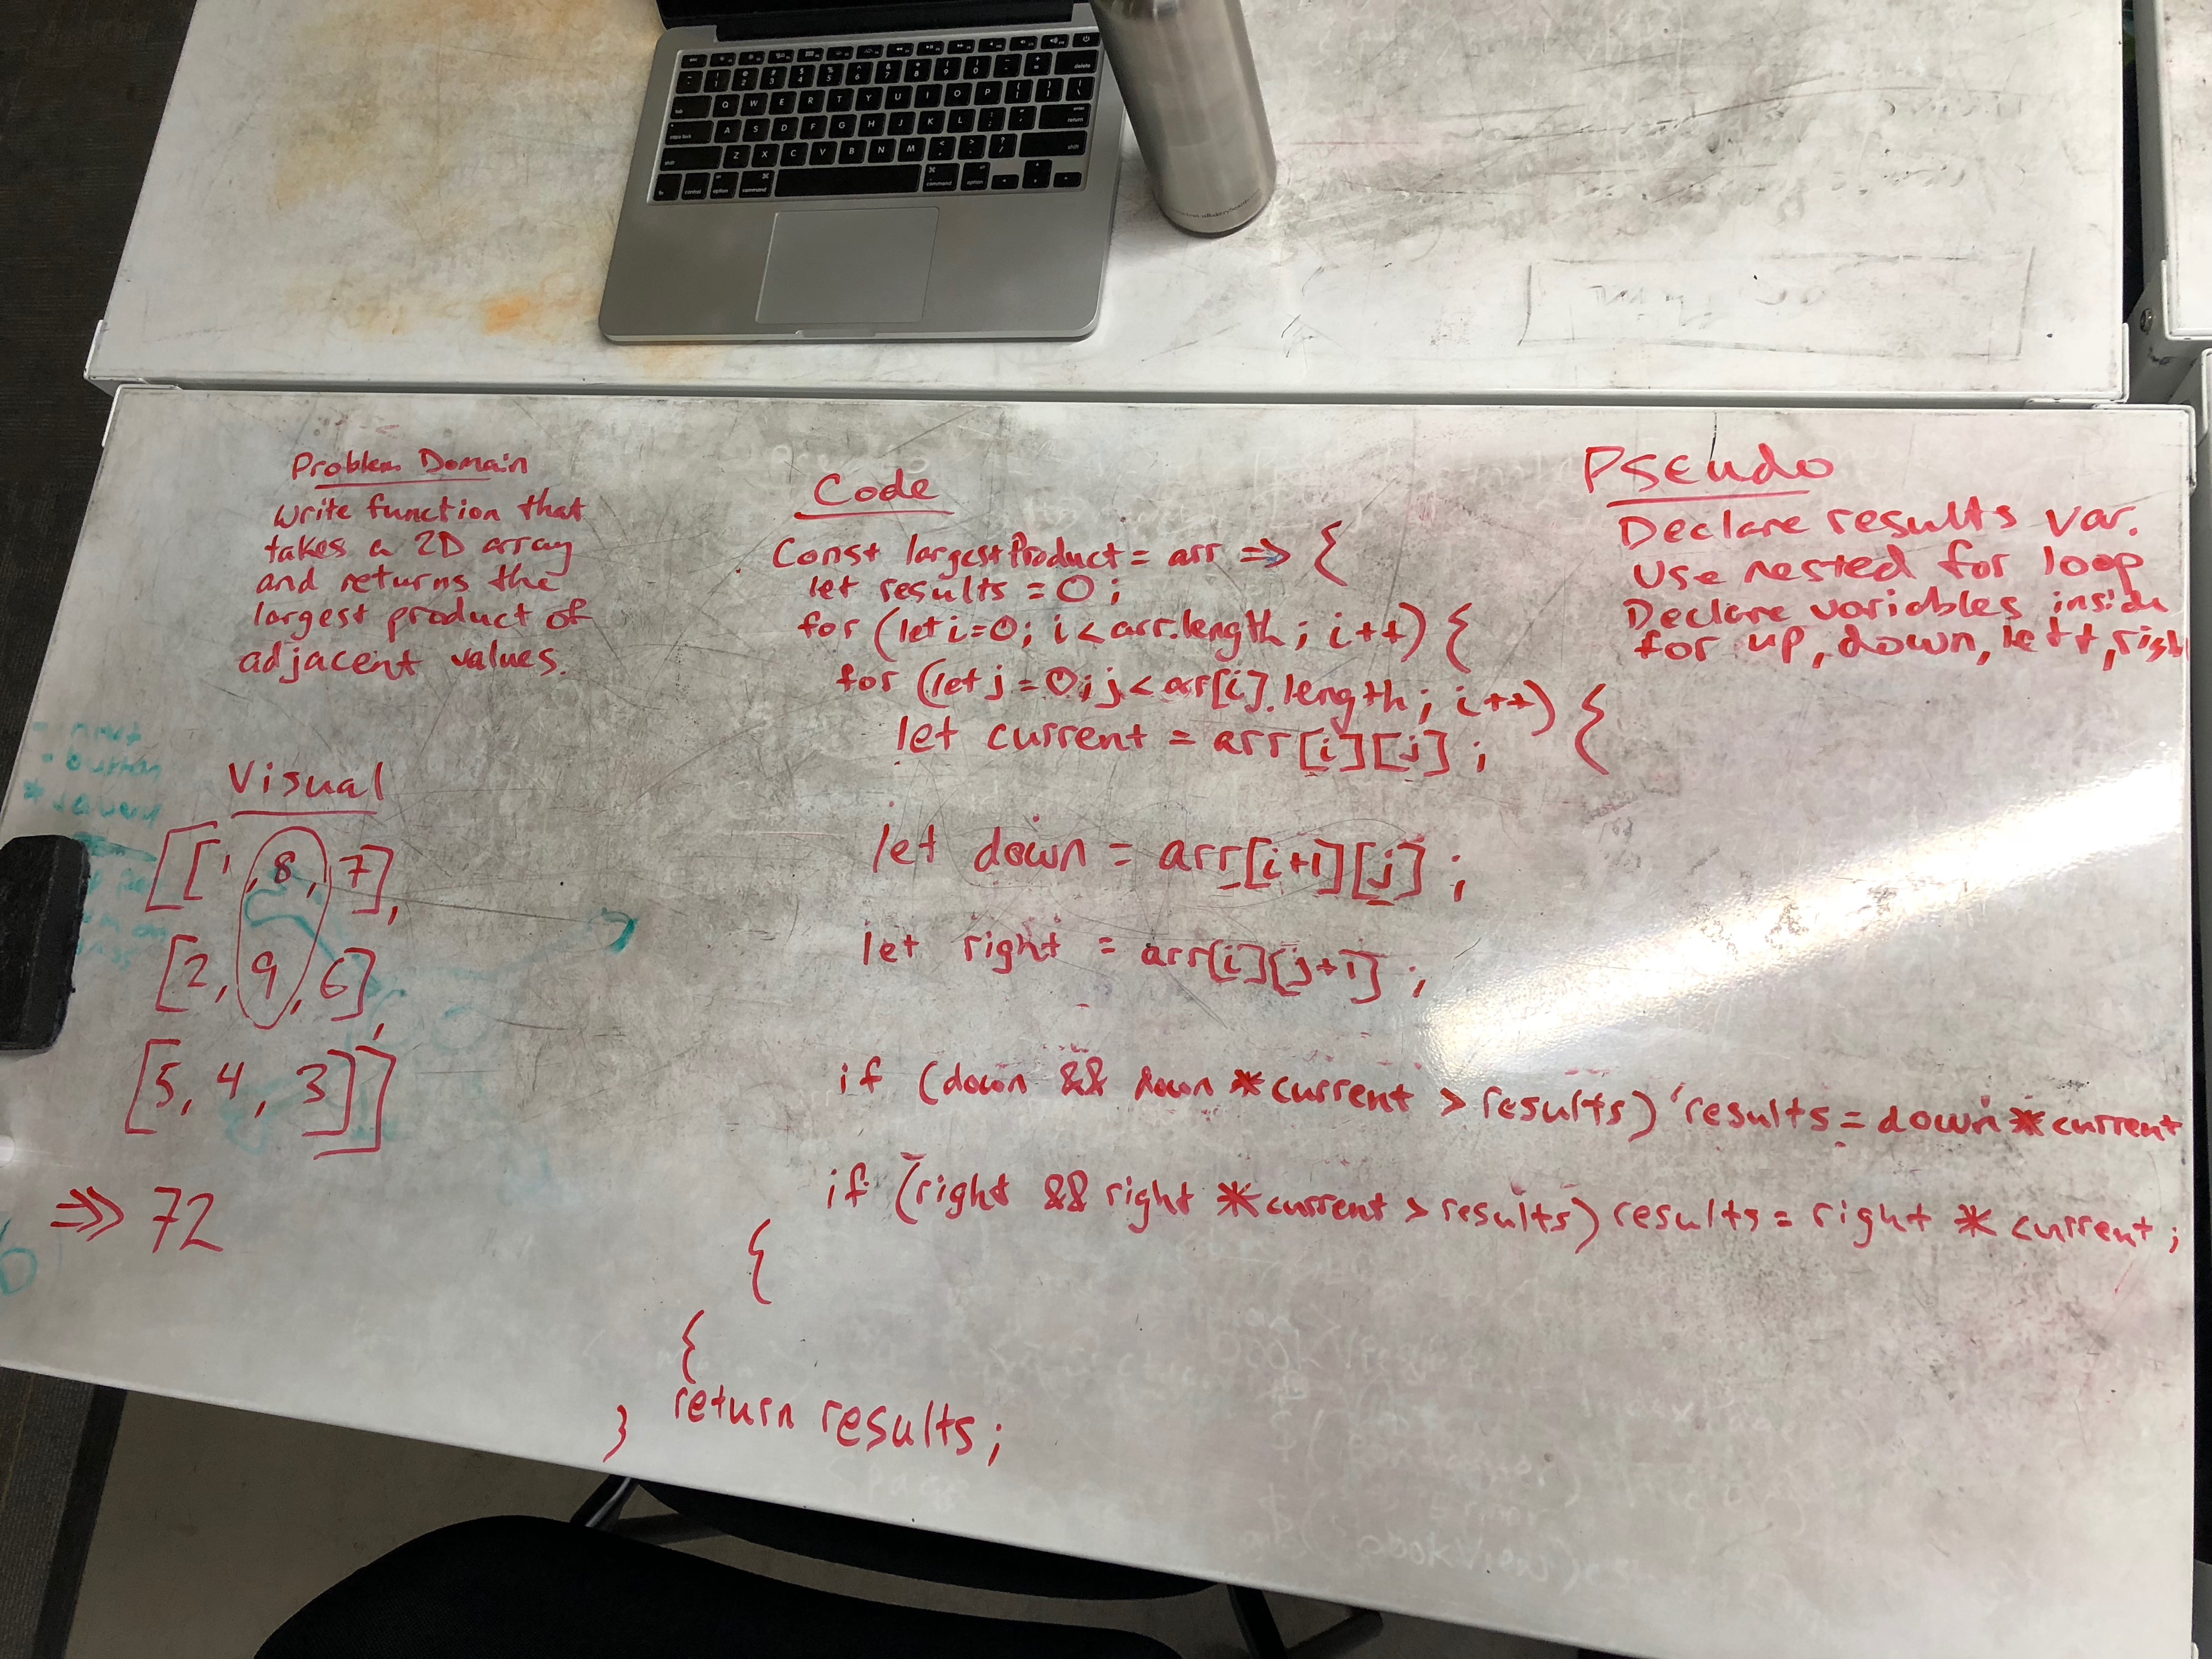 Problem Domain
Write function that
takes a 2D array
and returns the
largest product of
adjacent values.
Visual
[[1,8,7],
[2,9,6],
[5,4,3]]
=>> 72
Code
Const largestProduct = arr => {
let results = 0;
for (let i=0; i<arr.length; i++) {
for (let j=0; j<arr[i].length; i++) {
let current = arr[i][j];
let down = arr[i+1][j];
let right = arr[i][j+1];
if (down && down *current > results) results = down * current
if (right && right *current > results) results = right * current;
{
{
return results;
}
Pseudo
Declare results var.
Use nested for loop
Declare variables inside
for up, down, left, righ